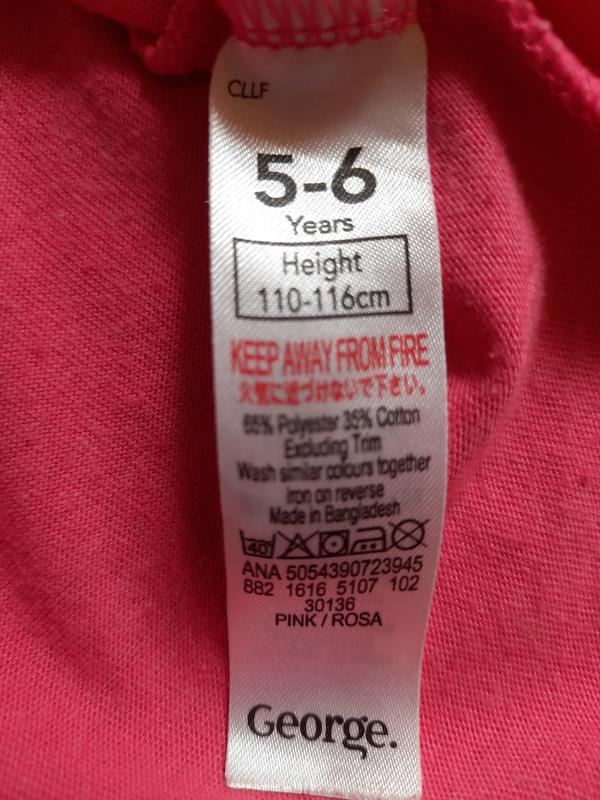 CLLF
5-6
Years
Height
110-116cm
KEEP AWAY FROM FIRE
火気に近づけないで下さい。
65% Polyester 35% Cotton
Excluding Trim
Wash similar colours together
Iron on reverse
Made in Bangladesh
40
ANA 5054390723945
882 1616 5107 102
30136
PINK / ROSA
George.